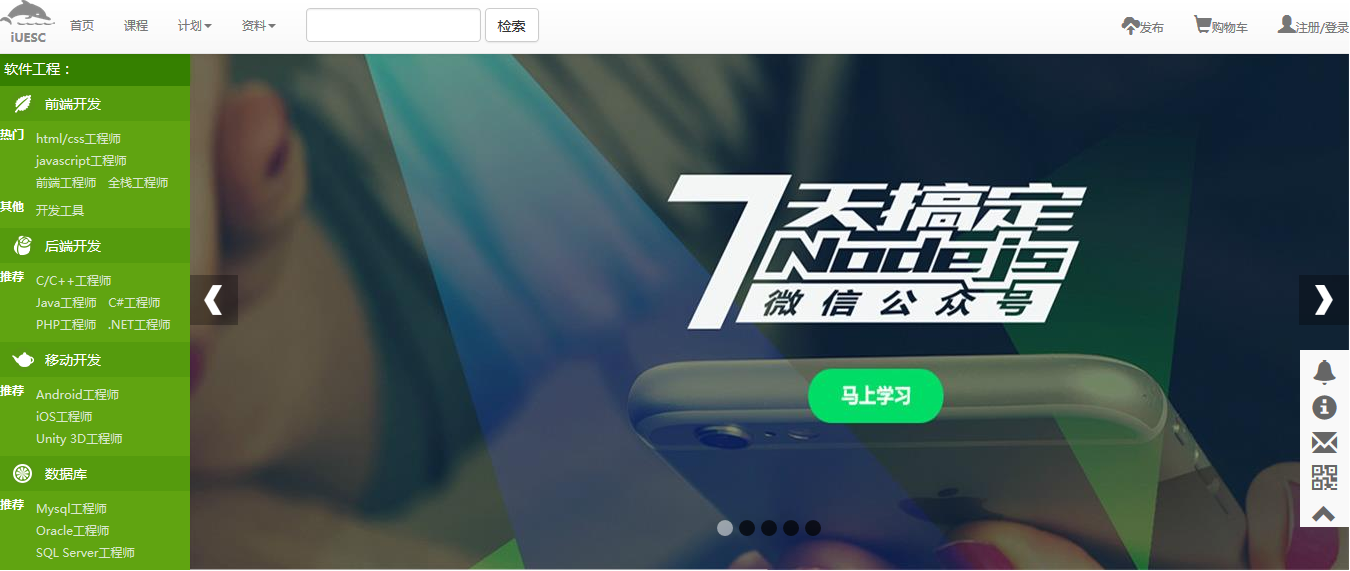 iUESC
首页 课程 计划 资料 检索 发布 购物车 注册/登录
软件工程：
前端开发
热门 html/css工程师
javascript工程师
前端工程师 全栈工程师
其他 开发工具
后端开发
推荐 C/C++工程师
Java工程师 C#工程师
PHP工程师 .NET工程师
移动开发
推荐 Android工程师
iOS工程师
Unity 3D工程师
数据库
推荐 Mysql工程师
Oracle工程师
SQL Server工程师
7天搞定
Nodejs
微信公众号
马上学习